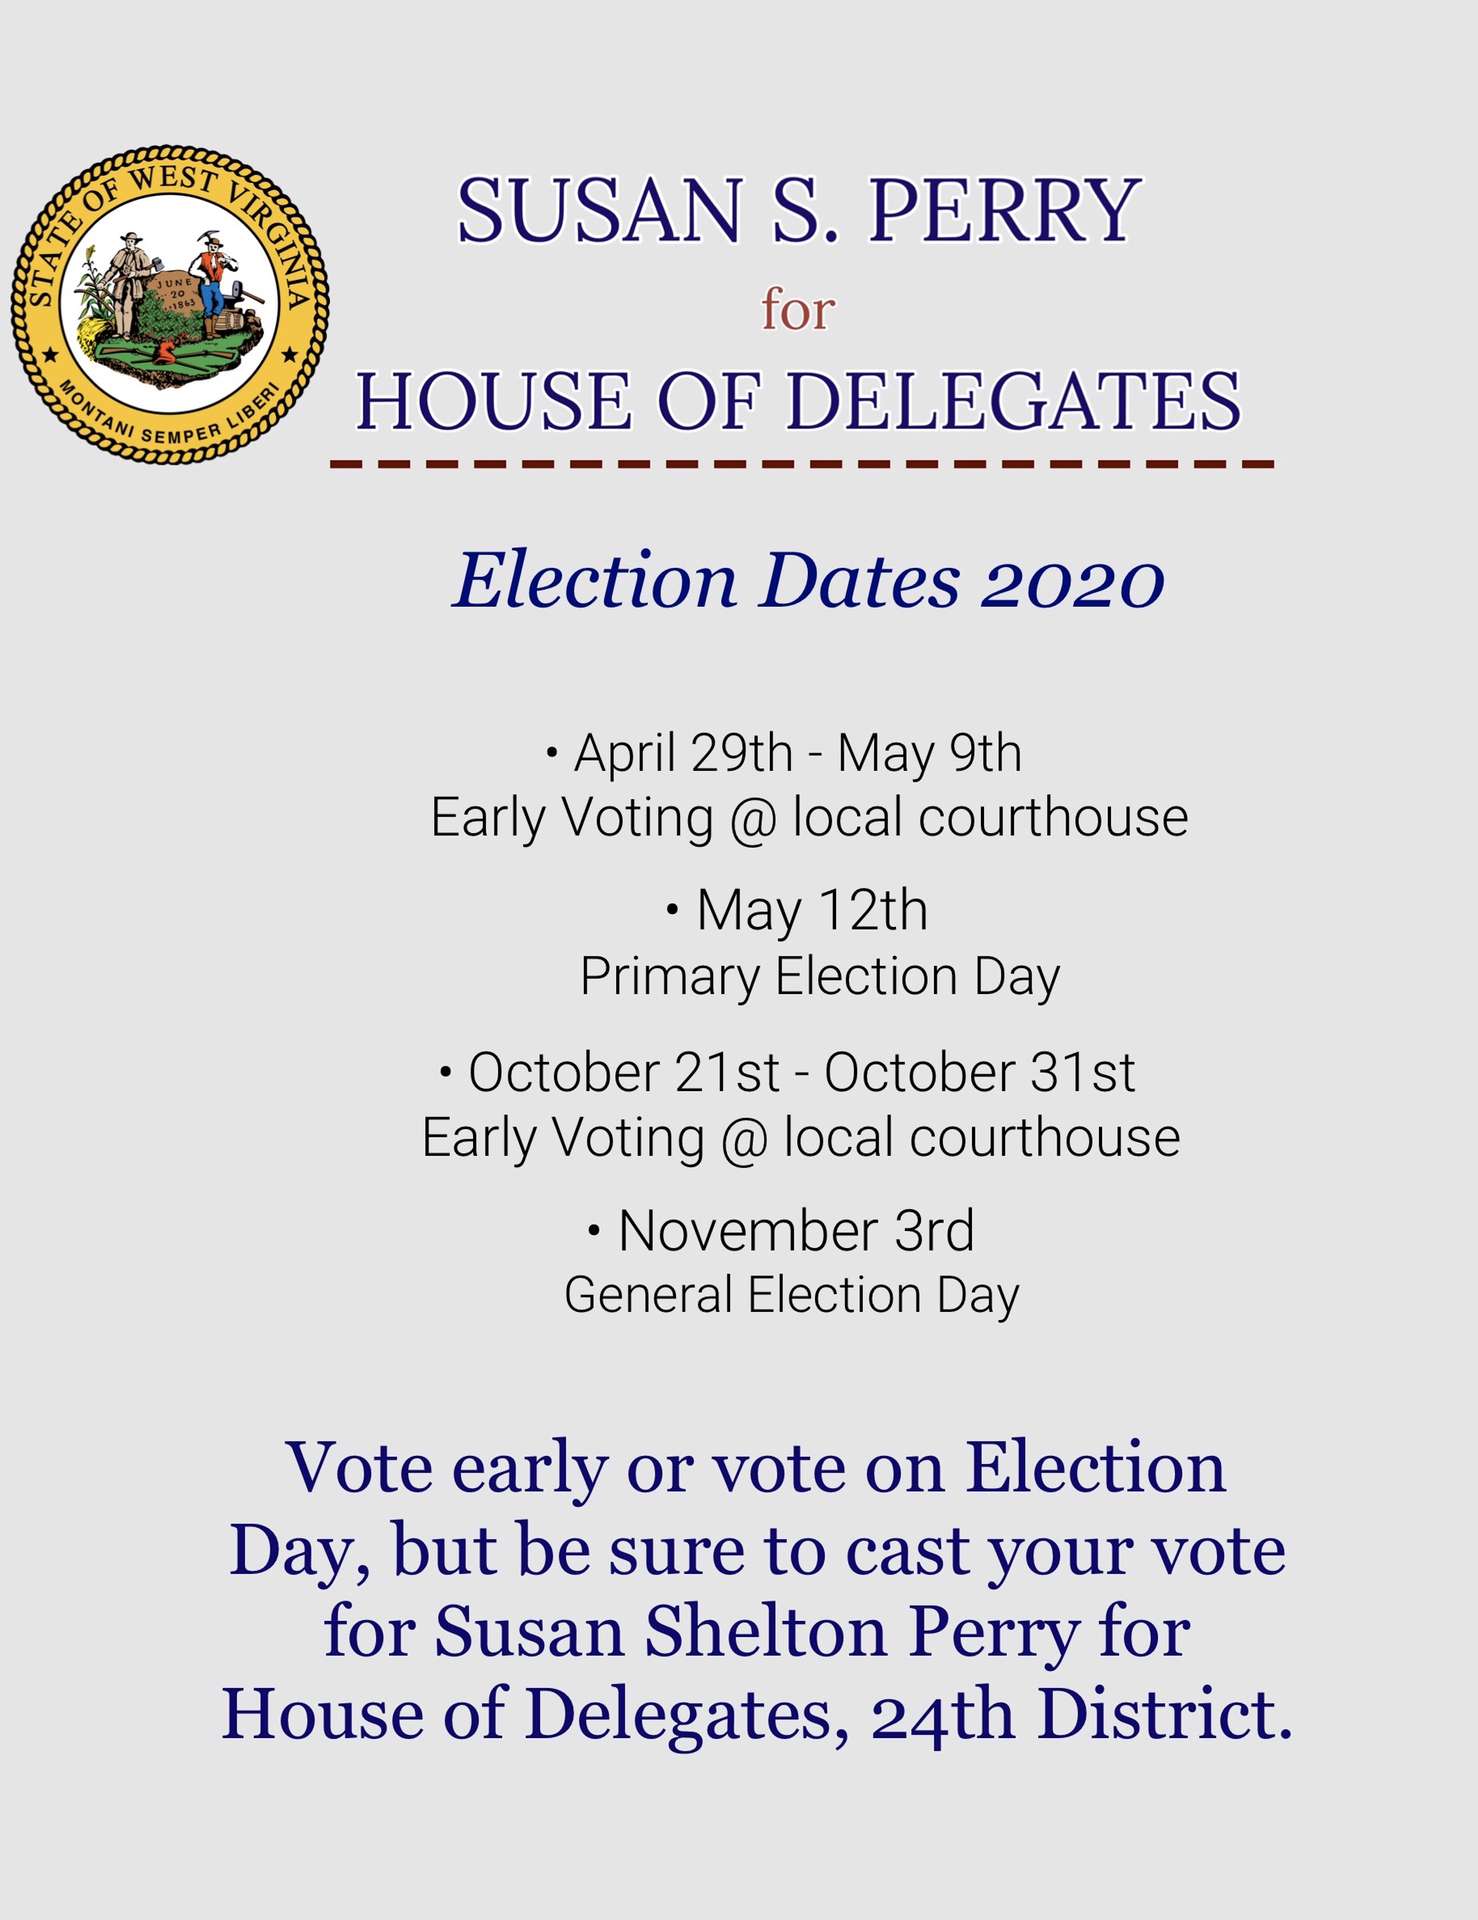 STATE OF WEST VIRGINIA
JUNE
20
1863
MONTANI SEMPER LIBERI
SUSAN S. PERRY
for
HOUSE OF DELEGATES
Election Dates 2020
• April 29th - May 9th
Early Voting @ local courthouse
• May 12th
Primary Election Day
• October 21st - October 31st
Early Voting @ local courthouse
• November 3rd
General Election Day
Vote early or vote on Election
Day, but be sure to cast your vote
for Susan Shelton Perry for
House of Delegates, 24th District.